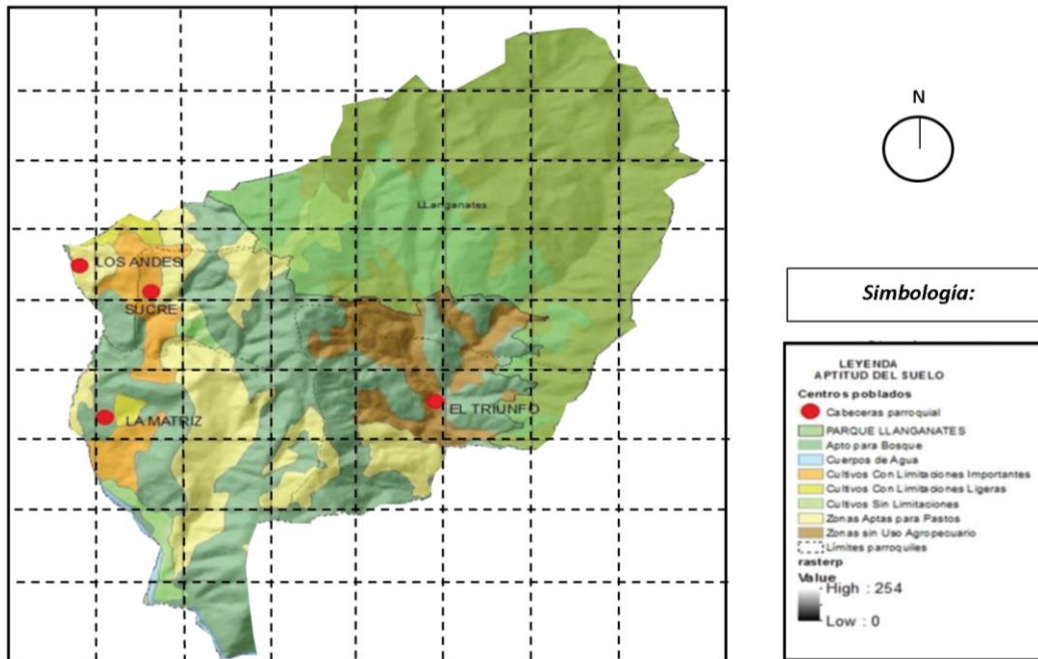 LLanganates
LOS ANDES
SUCRE
LA MATRIZ
EL TRIUNFO
N
Simbología:
LEYENDA
APTITUD DEL SUELO
Centros poblados
Cabeceras parroquial
PARQUE LLANGANATES
Apto para Bosque
Cuerpos de Agua
Cultivos Con Limitaciones Importantes
Cultivos Con Limitaciones Ligeras
Cultivos Sin Limitaciones
Zonas Aptas para Pastos
Zonas sin Uso Agropecuario
Límites parroquiles
rasterp
Value
High : 254
Low : 0